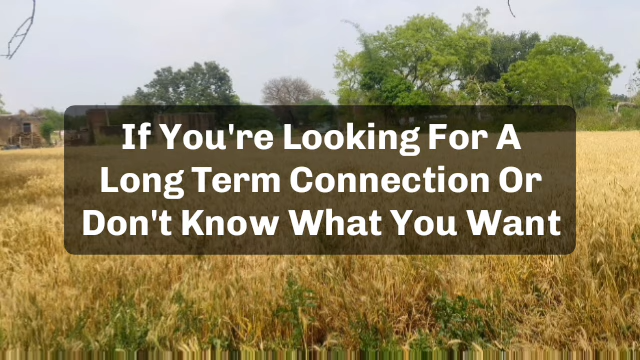 If You're Looking For A
Long Term Connection Or
Don't Know What You Want